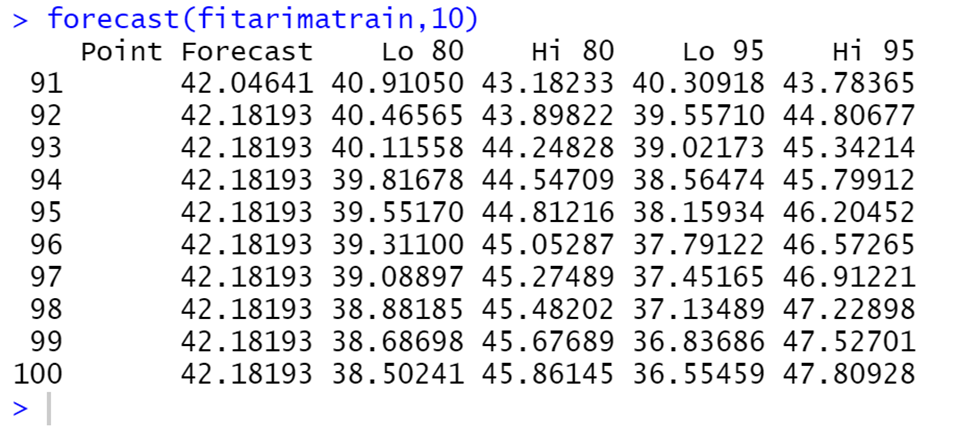 > forecast(fitarimatrain,10)
Point Forecast Lo 80 Hi 80 Lo 95 Hi 95
91 42.04641 40.91050 43.18233 40.30918 43.78365
92 42.18193 40.46565 43.89822 39.55710 44.80677
93 42.18193 40.11558 44.24828 39.02173 45.34214
94 42.18193 39.81678 44.54709 38.56474 45.79912
95 42.18193 39.55170 44.81216 38.15934 46.20452
96 42.18193 39.31100 45.05287 37.79122 46.57265
97 42.18193 39.08897 45.27489 37.45165 46.91221
98 42.18193 38.88185 45.48202 37.13489 47.22898
99 42.18193 38.68698 45.67689 36.83686 47.52701
100 42.18193 38.50241 45.86145 36.55459 47.80928
>